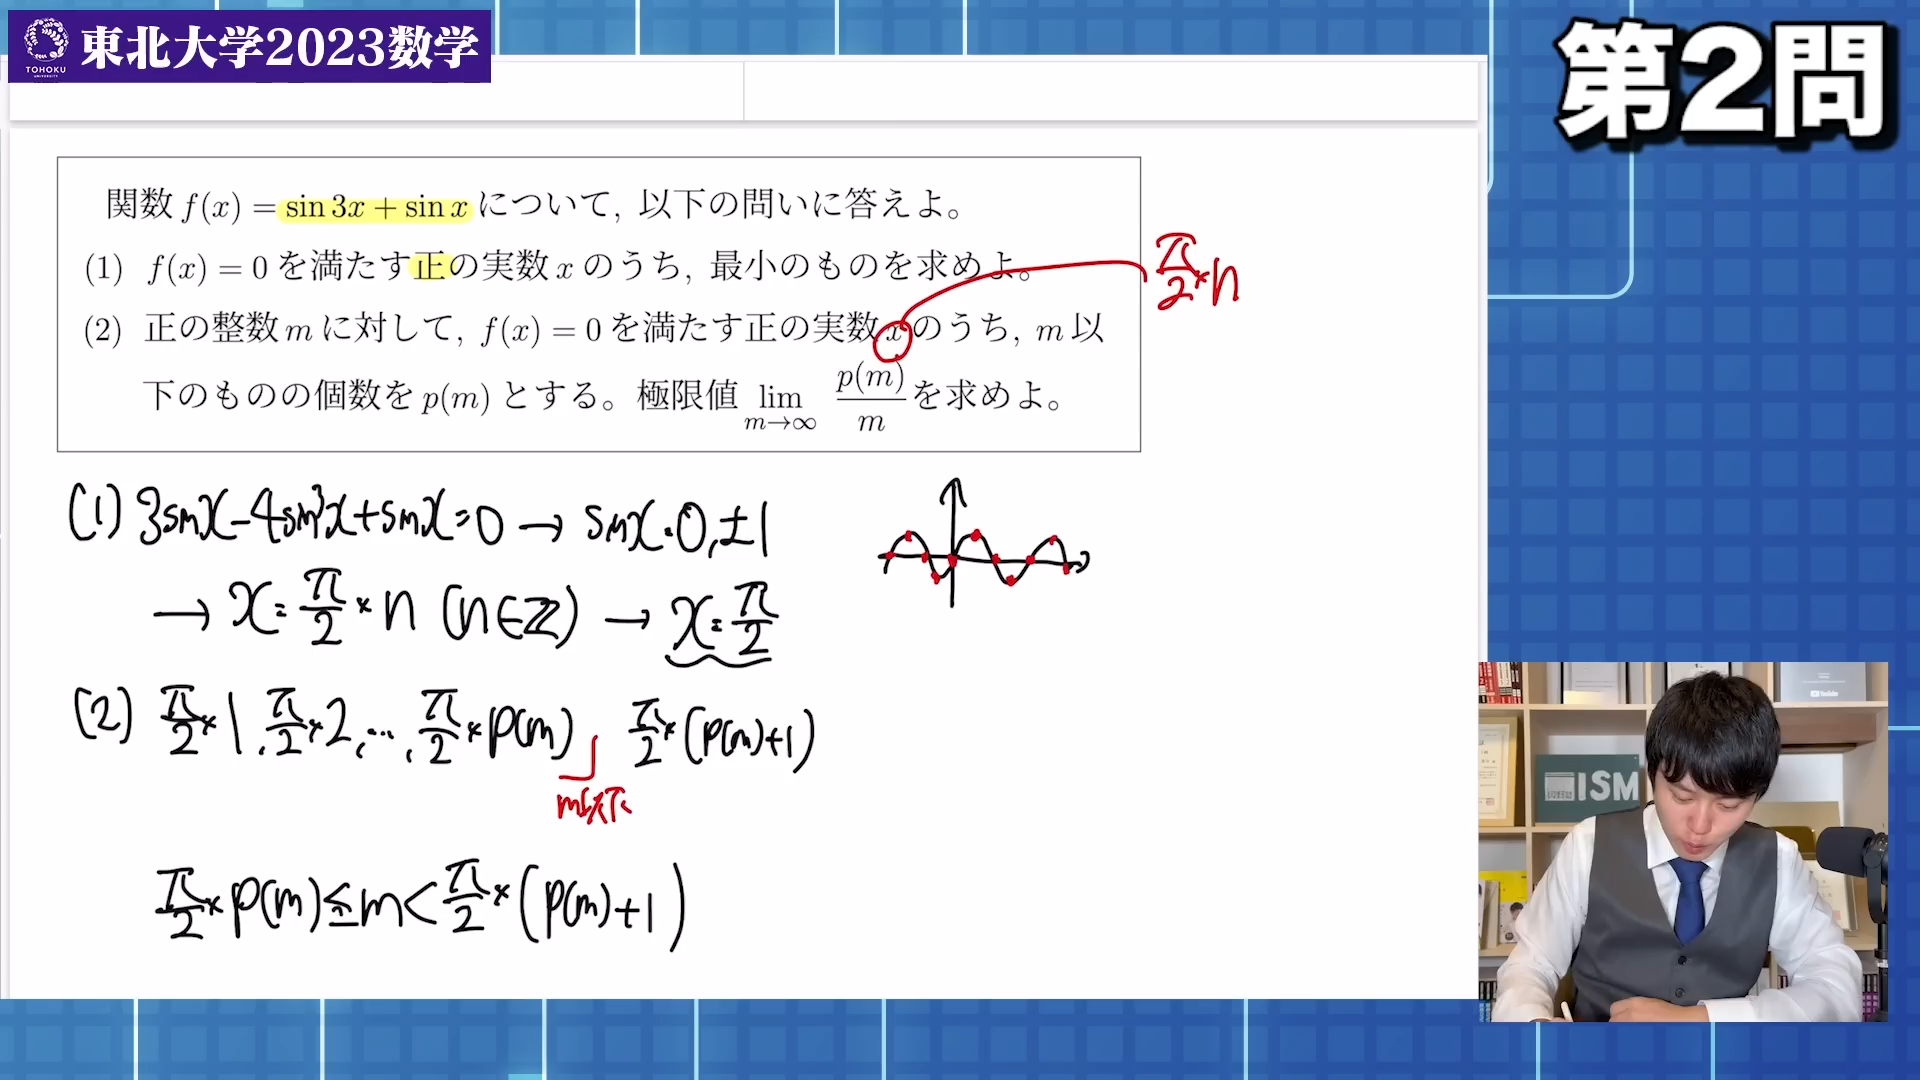 東北大学2023数学
TOHOKU
UNIVERSITY
第2問
関数 f(x) = sin 3x + sin x について, 以下の問いに答えよ。
(1) f(x) = 0 を満たす正の実数 x のうち, 最小のものを求めよ。
(2) 正の整数 m に対して, f(x) = 0 を満たす正の実数 x のうち, m 以
下のものの個数を p(m) とする。極限値 lim_{m→∞} p(m)/m を求めよ。
π/2 × n
(1) 3sinx－4sin³x+sinx=0 → sinx=0,±1
→ x=π/2 × n (n∈ℤ) → x=π/2
(2) π/2×1, π/2×2, …, π/2×p(m) π/2×(p(m)+1)
m以下
π/2×p(m)≦m<π/2×(p(m)+1)
ISM
YouTube